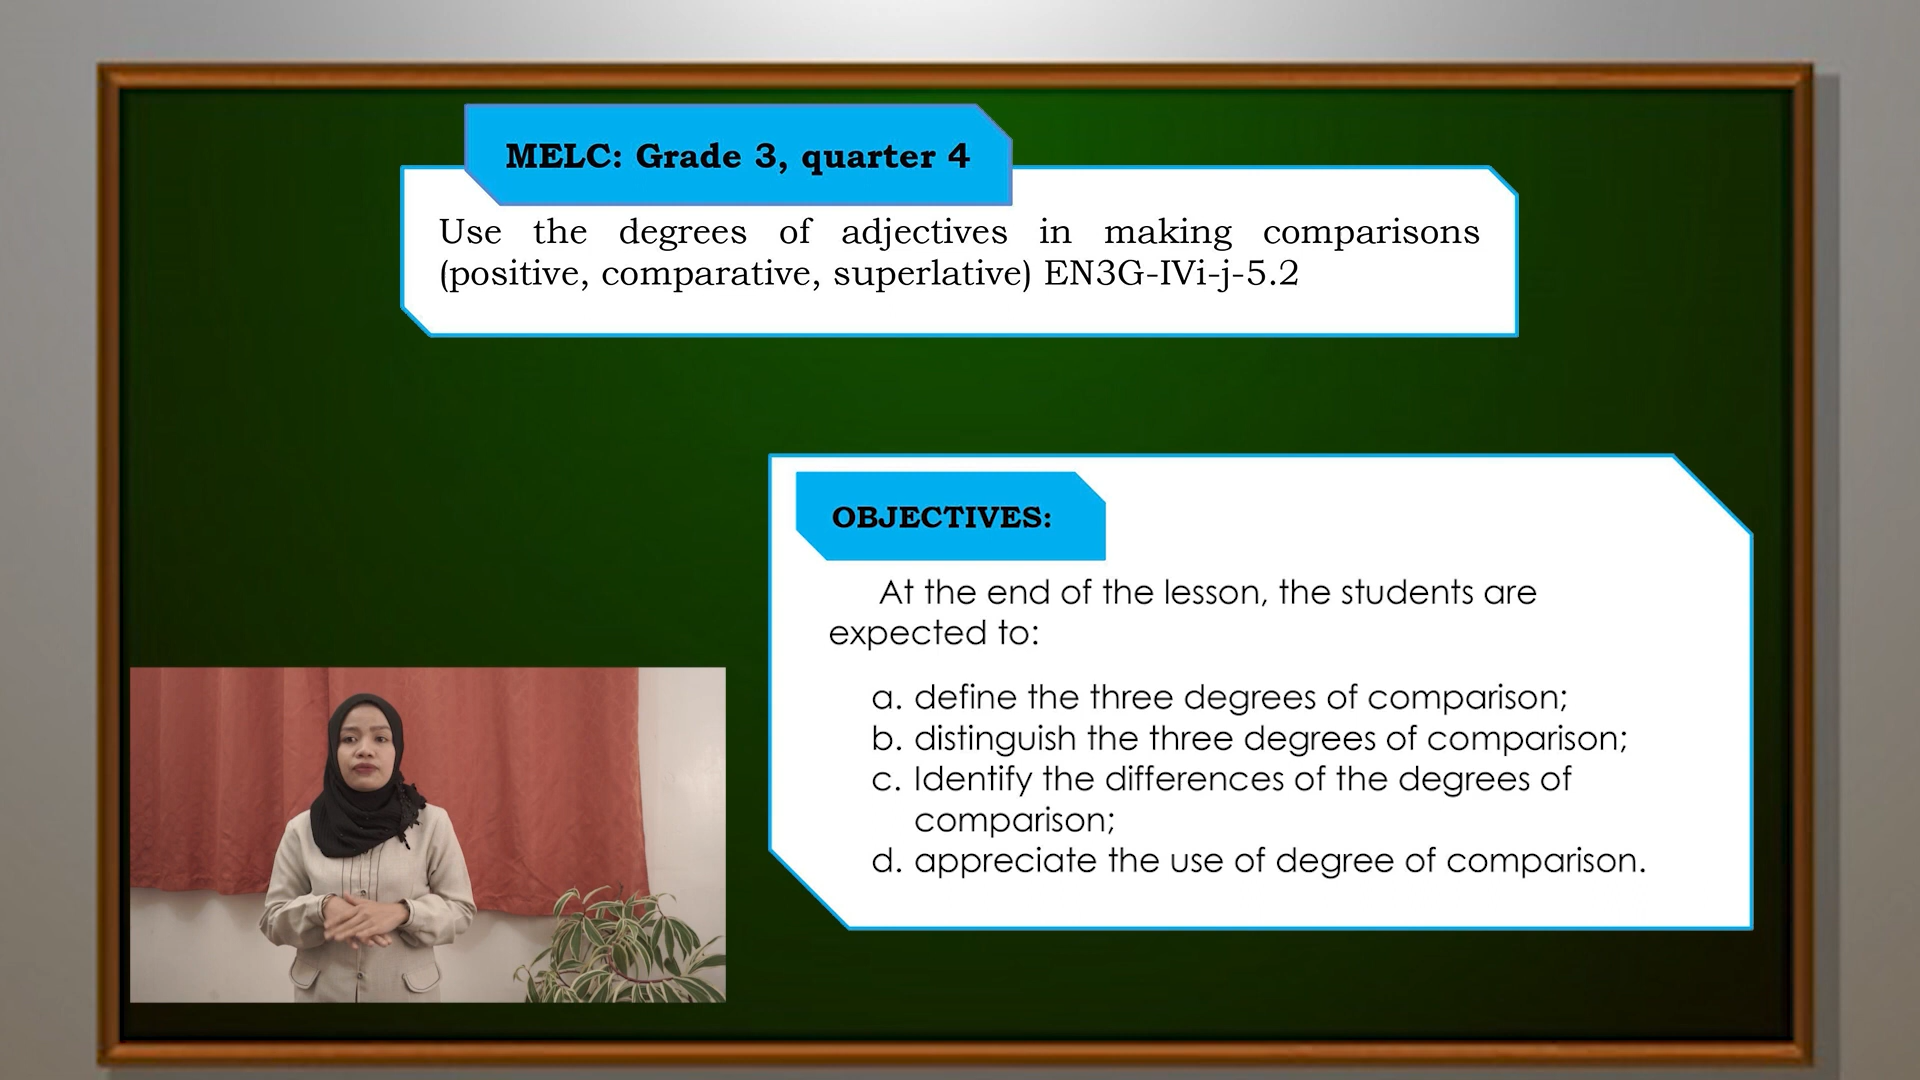 MELC: Grade 3, quarter 4
Use the degrees of adjectives in making comparisons
(positive, comparative, superlative) EN3G-IVi-j-5.2
OBJECTIVES:
At the end of the lesson, the students are
expected to:
a. define the three degrees of comparison;
b. distinguish the three degrees of comparison;
c. Identify the differences of the degrees of
comparison;
d. appreciate the use of degree of comparison.